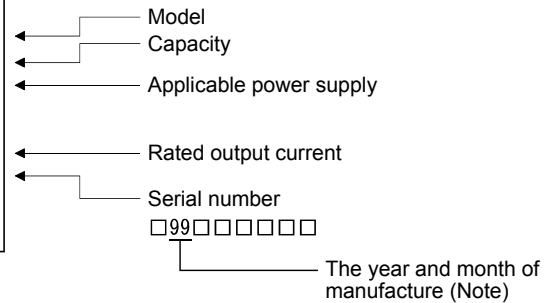 Model
Capacity
Applicable power supply
Rated output current
Serial number
□99□□□□□□
The year and month of
manufacture (Note)